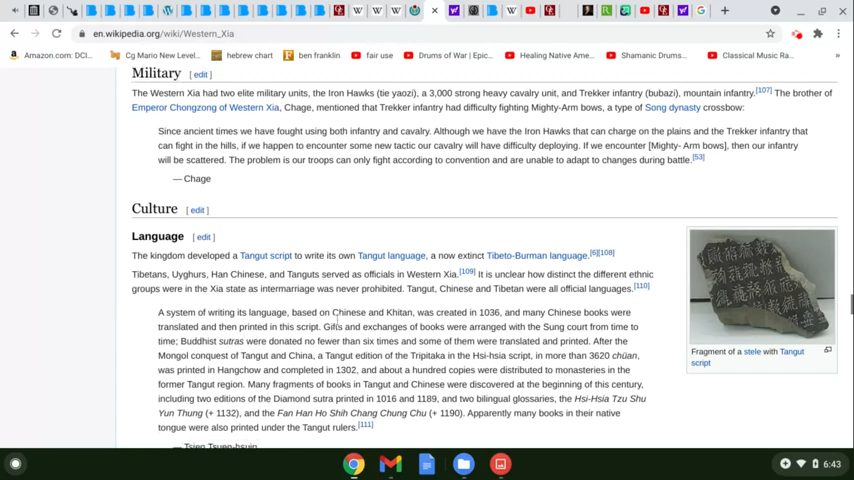 en.wikipedia.org/wiki/Western_Xia
Amazon.com: DCI...
Cg Mario New Level...
hebrew chart
ben franklin
fair use
Drums of War | Epic...
Healing Native Ame...
Shamanic Drums...
Classical Music Ra...
»
Military [ edit ]
The Western Xia had two elite military units, the Iron Hawks (tie yaozi), a 3,000 strong heavy cavalry unit, and Trekker infantry (bubazi), mountain infantry.[107] The brother of
Emperor Chongzong of Western Xia, Chage, mentioned that Trekker infantry had difficulty fighting Mighty-Arm bows, a type of Song dynasty crossbow:
Since ancient times we have fought using both infantry and cavalry. Although we have the Iron Hawks that can charge on the plains and the Trekker infantry that
can fight in the hills, if we happen to encounter some new tactic our cavalry will have difficulty deploying. If we encounter [Mighty- Arm bows], then our infantry
will be scattered. The problem is our troops can only fight according to convention and are unable to adapt to changes during battle.[53]
— Chage
Culture [ edit ]
Language [ edit ]
The kingdom developed a Tangut script to write its own Tangut language, a now extinct Tibeto-Burman language.[6][108]
Tibetans, Uyghurs, Han Chinese, and Tanguts served as officials in Western Xia.[109] It is unclear how distinct the different ethnic
groups were in the Xia state as intermarriage was never prohibited. Tangut, Chinese and Tibetan were all official languages.[110]
A system of writing its language, based on Chinese and Khitan, was created in 1036, and many Chinese books were
translated and then printed in this script. Gifts and exchanges of books were arranged with the Sung court from time to
time; Buddhist sutras were donated no fewer than six times and some of them were translated and printed. After the
Mongol conquest of Tangut and China, a Tangut edition of the Tripitaka in the Hsi-hsia script, in more than 3620 chüan,
was printed in Hangchow and completed in 1302, and about a hundred copies were distributed to monasteries in the
former Tangut region. Many fragments of books in Tangut and Chinese were discovered at the beginning of this century,
including two editions of the Diamond sutra printed in 1016 and 1189, and two bilingual glossaries, the Hsi-Hsia Tzu Shu
Yun Thung (+ 1132), and the Fan Han Ho Shih Chang Chung Chu (+ 1190). Apparently many books in their native
tongue were also printed under the Tangut rulers.[111]
— Tsien Tsuen-hsuin
Fragment of a stele with Tangut
script
6:43